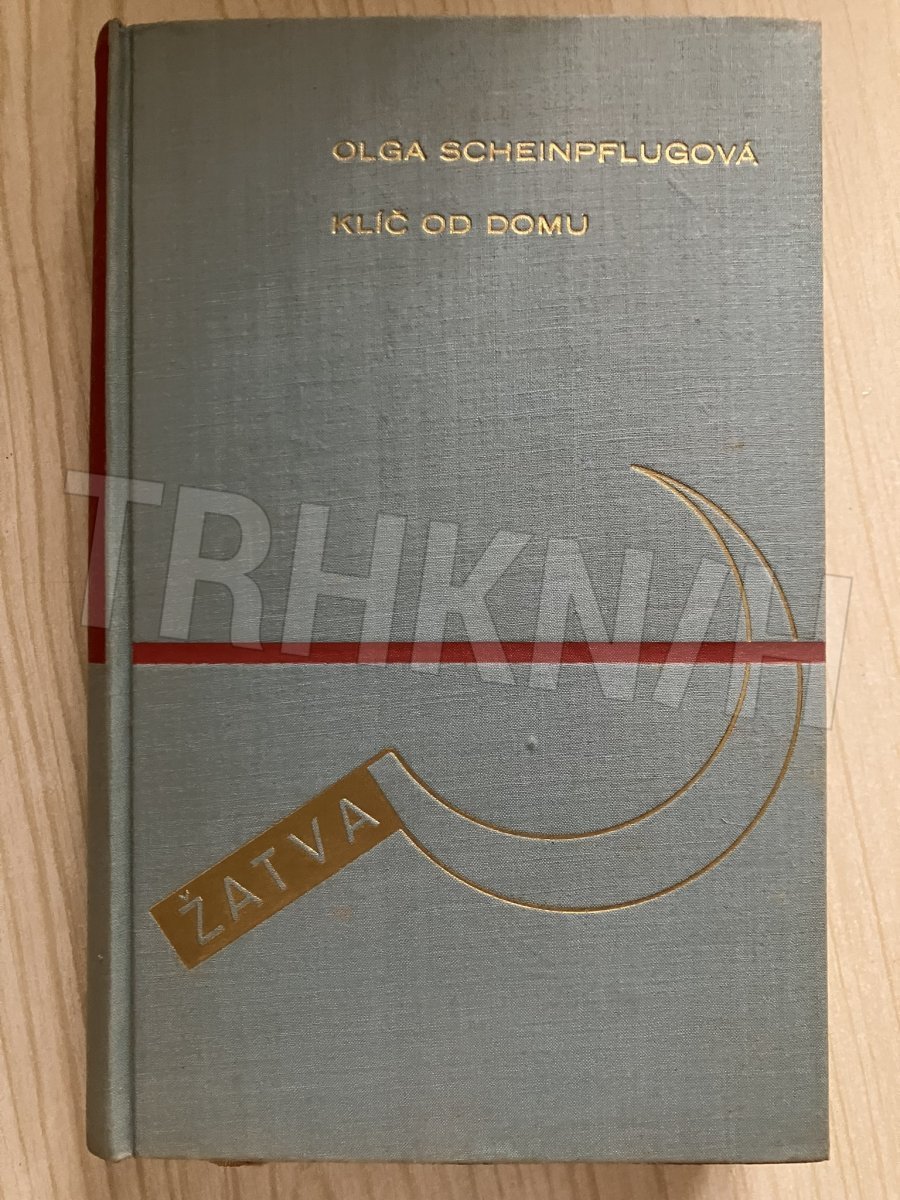 OLGA SCHEINPFLUGOVÁ
KLÍČ OD DOMU
TRHKNIH
ŽATVA